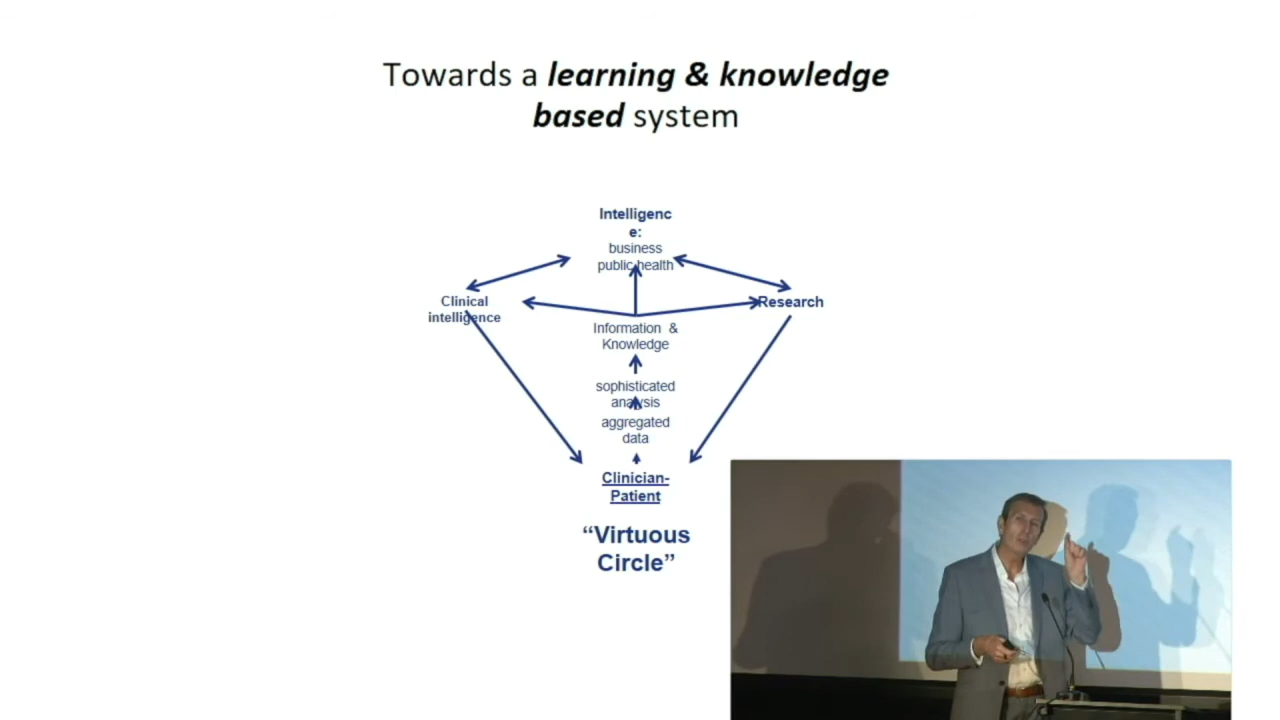 Towards a learning & knowledge
based system
Intelligenc
e:
business
public health
Clinical
intelligence
Research
Information &
Knowledge
sophisticated
analysis
aggregated
data
Clinician-
Patient
“Virtuous
Circle”